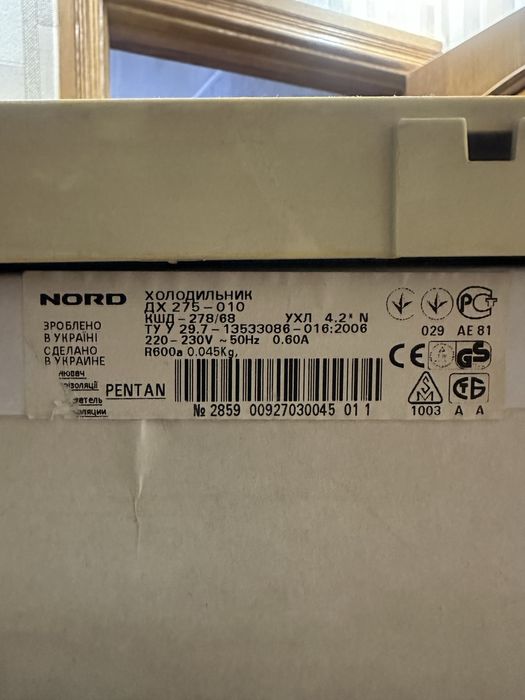 NORD
ХОЛОДИЛЬНИК
ДХ 275-010
КШД-278/68 УХЛ 4.2* N
ТУ У 29.7-13533086-016:2006
220-230V ~50Hz 0.60A
R600a 0.045Kg,
ЗРОБЛЕНО
В УКРАЇНІ
СДЕЛАНО
В УКРАИНЕ
PENTAN
№ 2859 00927030045 01 1
029 АЕ 81
CE GS
1003 А А